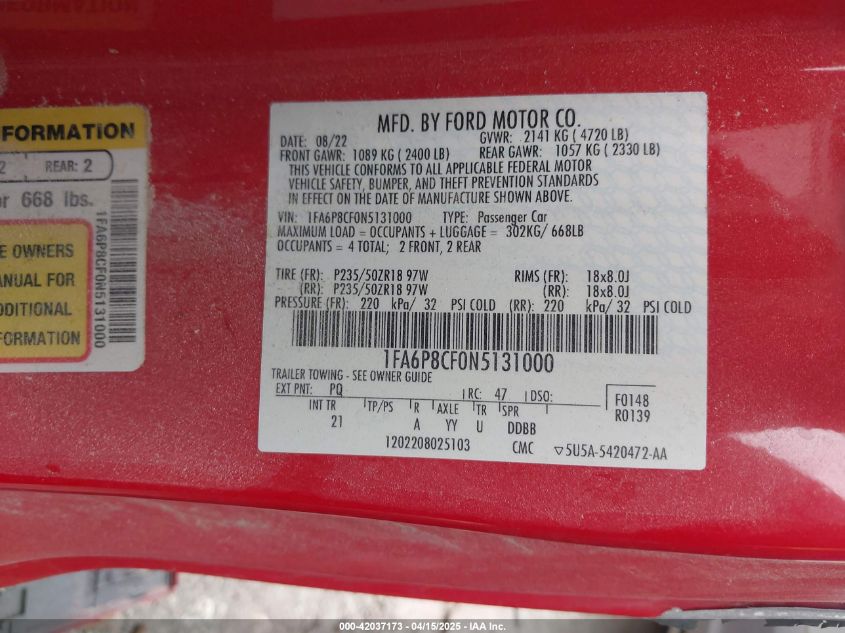 FORMATION
2 REAR: 2
or 668 lbs.
E OWNERS
ANUAL FOR
DDITIONAL
FORMATION
1FA6P8CF0N5131000
MFD. BY FORD MOTOR CO.
DATE: 08/22 GVWR: 2141 KG ( 4720 LB)
FRONT GAWR: 1089 KG ( 2400 LB) REAR GAWR: 1057 KG ( 2330 LB)
THIS VEHICLE CONFORMS TO ALL APPLICABLE FEDERAL MOTOR
VEHICLE SAFETY, BUMPER, AND THEFT PREVENTION STANDARDS
IN EFFECT ON THE DATE OF MANUFACTURE SHOWN ABOVE.
VIN: 1FA6P8CF0N5131000 TYPE: Passenger Car
MAXIMUM LOAD = OCCUPANTS + LUGGAGE = 302KG/ 668LB
OCCUPANTS = 4 TOTAL; 2 FRONT, 2 REAR
TIRE (FR): P235/50ZR18 97W RIMS (FR): 18x8.0J
(RR): P235/50ZR18 97W (RR): 18x8.0J
PRESSURE (FR): 220 kPa/ 32 PSI COLD (RR): 220 kPa/ 32 PSI COLD
1FA6P8CF0N5131000
TRAILER TOWING - SEE OWNER GUIDE
EXT PNT: PQ RC: 47 DSO: F0148
INT TR TP/PS R AXLE TR SPR R0139
21 A YY U DDBB
1202208025103 CMC ▽5U5A-5420472-AA
000-42037173 - 04/15/2025 - WWW.IAAI.COM